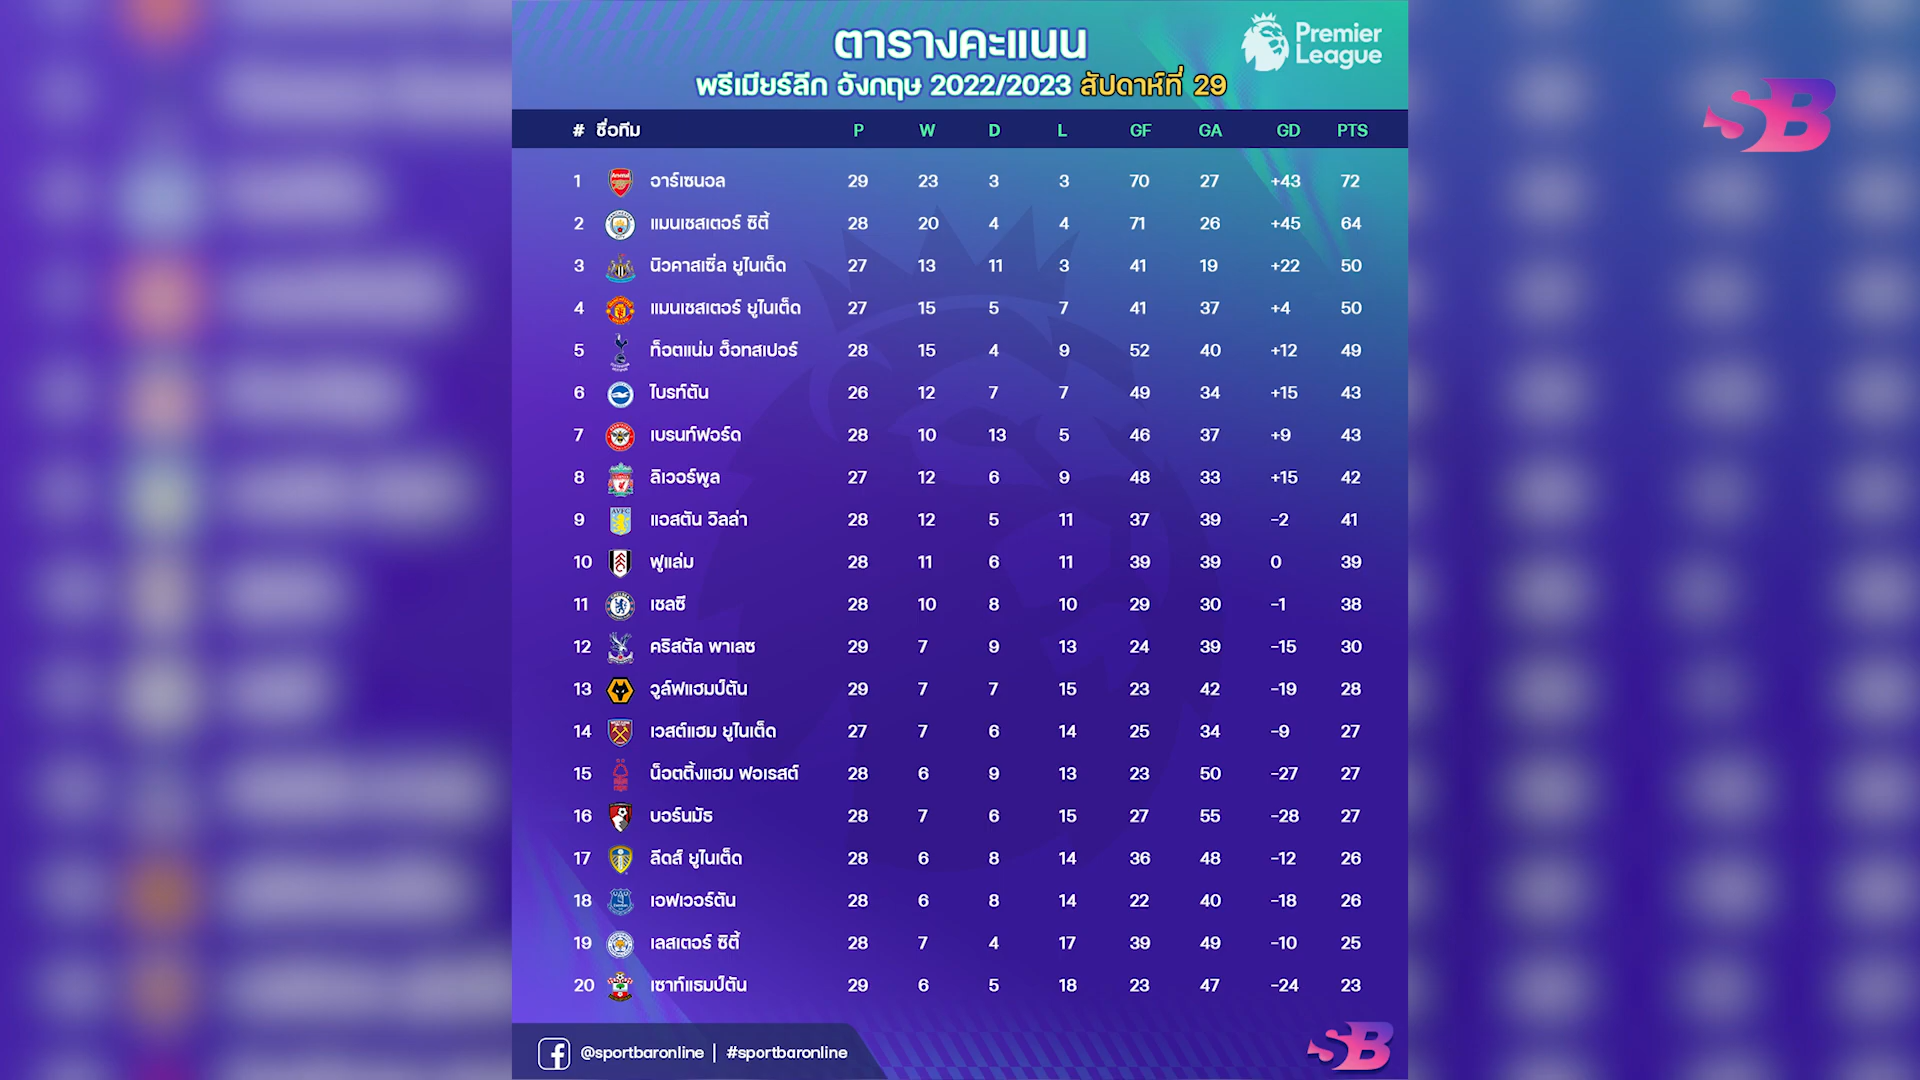 ตารางคะแนน
พรีเมียร์ลีก อังกฤษ 2022/2023 สัปดาห์ที่ 29
Premier
League
SB
# ชื่อทีม P W D L GF GA GD PTS
1 อาร์เซนอล 29 23 3 3 70 27 +43 72
2 แมนเชสเตอร์ ซิตี้ 28 20 4 4 71 26 +45 64
3 นิวคาสเซิ่ล ยูไนเต็ด 27 13 11 3 41 19 +22 50
4 แมนเชสเตอร์ ยูไนเต็ด 27 15 5 7 41 37 +4 50
5 ท็อตแน่ม ฮ็อทสเปอร์ 28 15 4 9 52 40 +12 49
6 ไบรท์ตัน 26 12 7 7 49 34 +15 43
7 เบรนท์ฟอร์ด 28 10 13 5 46 37 +9 43
8 ลิเวอร์พูล 27 12 6 9 48 33 +15 42
9 แอสตัน วิลล่า 28 12 5 11 37 39 -2 41
10 ฟูแล่ม 28 11 6 11 39 39 0 39
11 เชลซี 28 10 8 10 29 30 -1 38
12 คริสตัล พาเลซ 29 7 9 13 24 39 -15 30
13 วูล์ฟแฮมป์ตัน 29 7 7 15 23 42 -19 28
14 เวสต์แฮม ยูไนเต็ด 27 7 6 14 25 34 -9 27
15 น็อตติ้งแฮม ฟอเรสต์ 28 6 9 13 23 50 -27 27
16 บอร์นมัธ 28 7 6 15 27 55 -28 27
17 ลีดส์ ยูไนเต็ด 28 6 8 14 36 48 -12 26
18 เอฟเวอร์ตัน 28 6 8 14 22 40 -18 26
19 เลสเตอร์ ซิตี้ 28 7 4 17 39 49 -10 25
20 เซาท์แธมป์ตัน 29 6 5 18 23 47 -24 23
@sportbaronline | #sportbaronline
SB